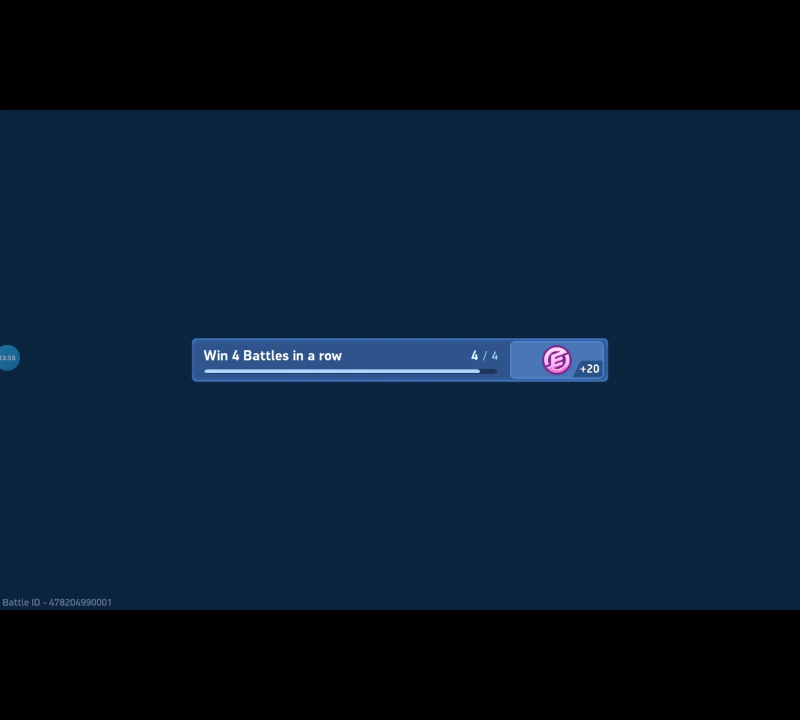 Win 4 Battles in a row
4 / 4
+20
Battle ID - 478204990001